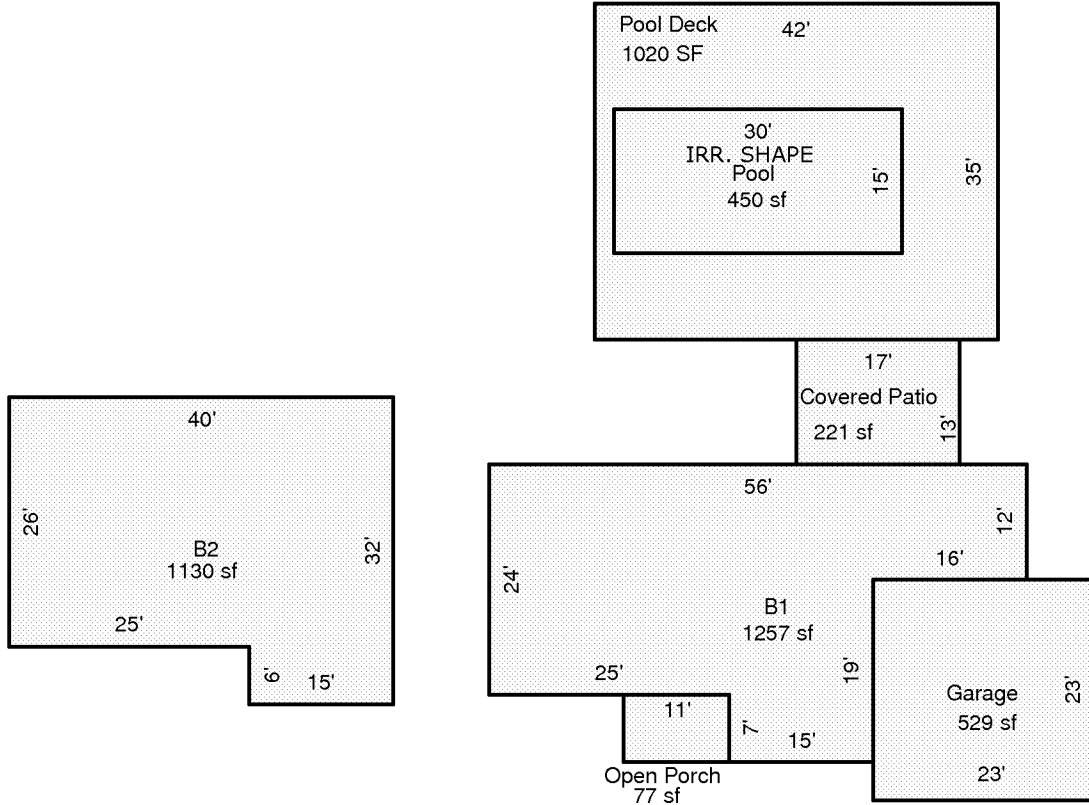 Pool Deck
42'
1020 SF
30'
IRR. SHAPE
Pool
15'
450 sf
35'
17'
Covered Patio
221 sf
13'
40'
26'
B2
1130 sf
32'
25'
6'
15'
56'
12'
16'
24'
B1
1257 sf
25'
19'
11'
7'
15'
Garage
529 sf
23'
23'
Open Porch
77 sf